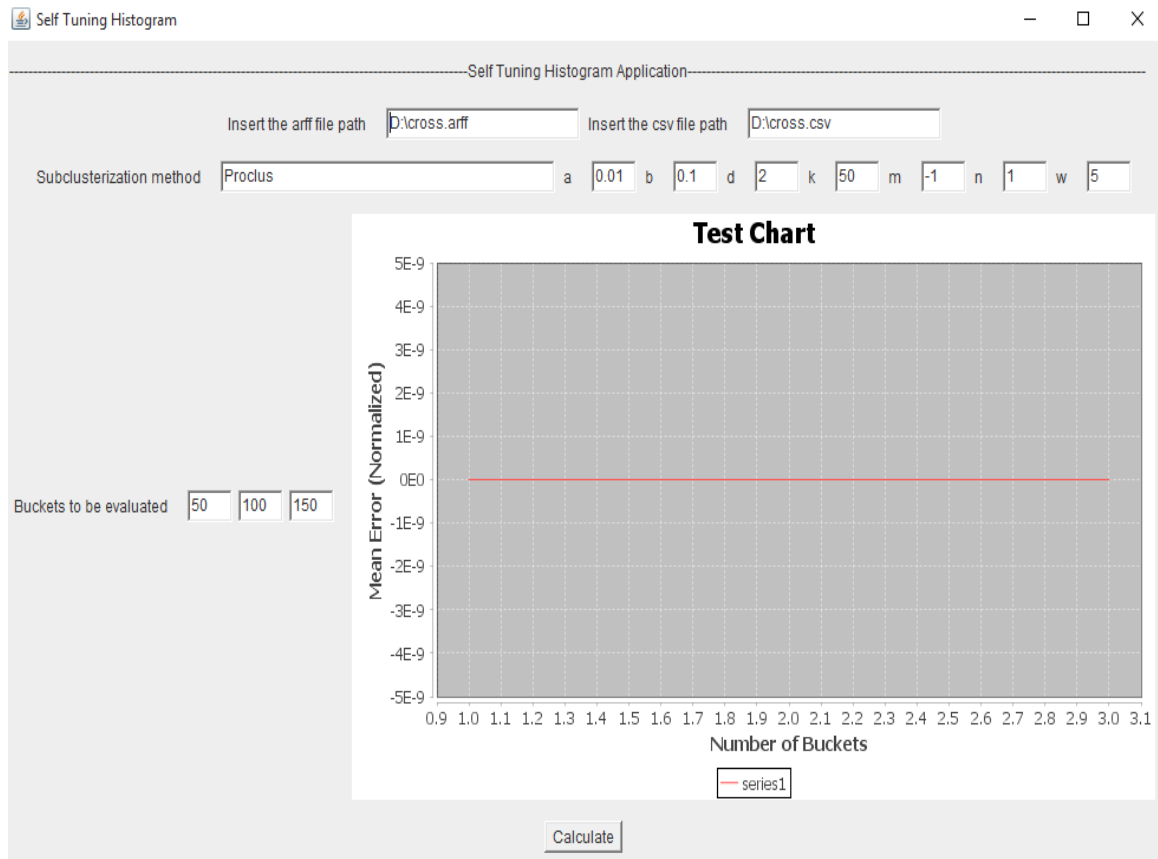 Self Tuning Histogram
Self Tuning Histogram Application
Insert the arff file path D:\cross.arff Insert the csv file path D:\cross.csv
Subclusterization method Proclus a 0.01 b 0.1 d 2 k 50 m -1 n 1 w 5
Test Chart
5E-9
4E-9
3E-9
2E-9
1E-9
0E0
-1E-9
-2E-9
-3E-9
-4E-9
-5E-9
Mean Error (Normalized)
Buckets to be evaluated 50 100 150
0.9 1.0 1.1 1.2 1.3 1.4 1.5 1.6 1.7 1.8 1.9 2.0 2.1 2.2 2.3 2.4 2.5 2.6 2.7 2.8 2.9 3.0 3.1
Number of Buckets
series1
Calculate